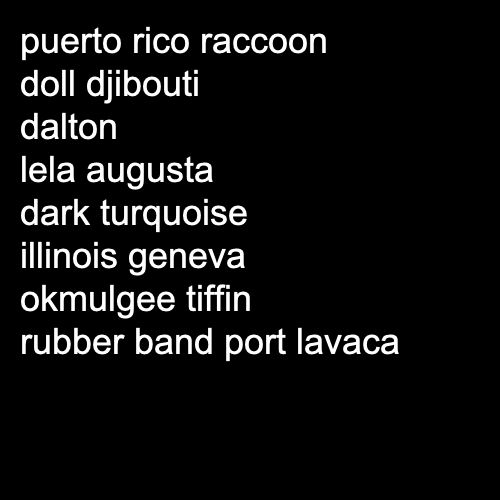 puerto rico raccoon
doll djibouti
dalton
lela augusta
dark turquoise
illinois geneva
okmulgee tiffin
rubber band port lavaca